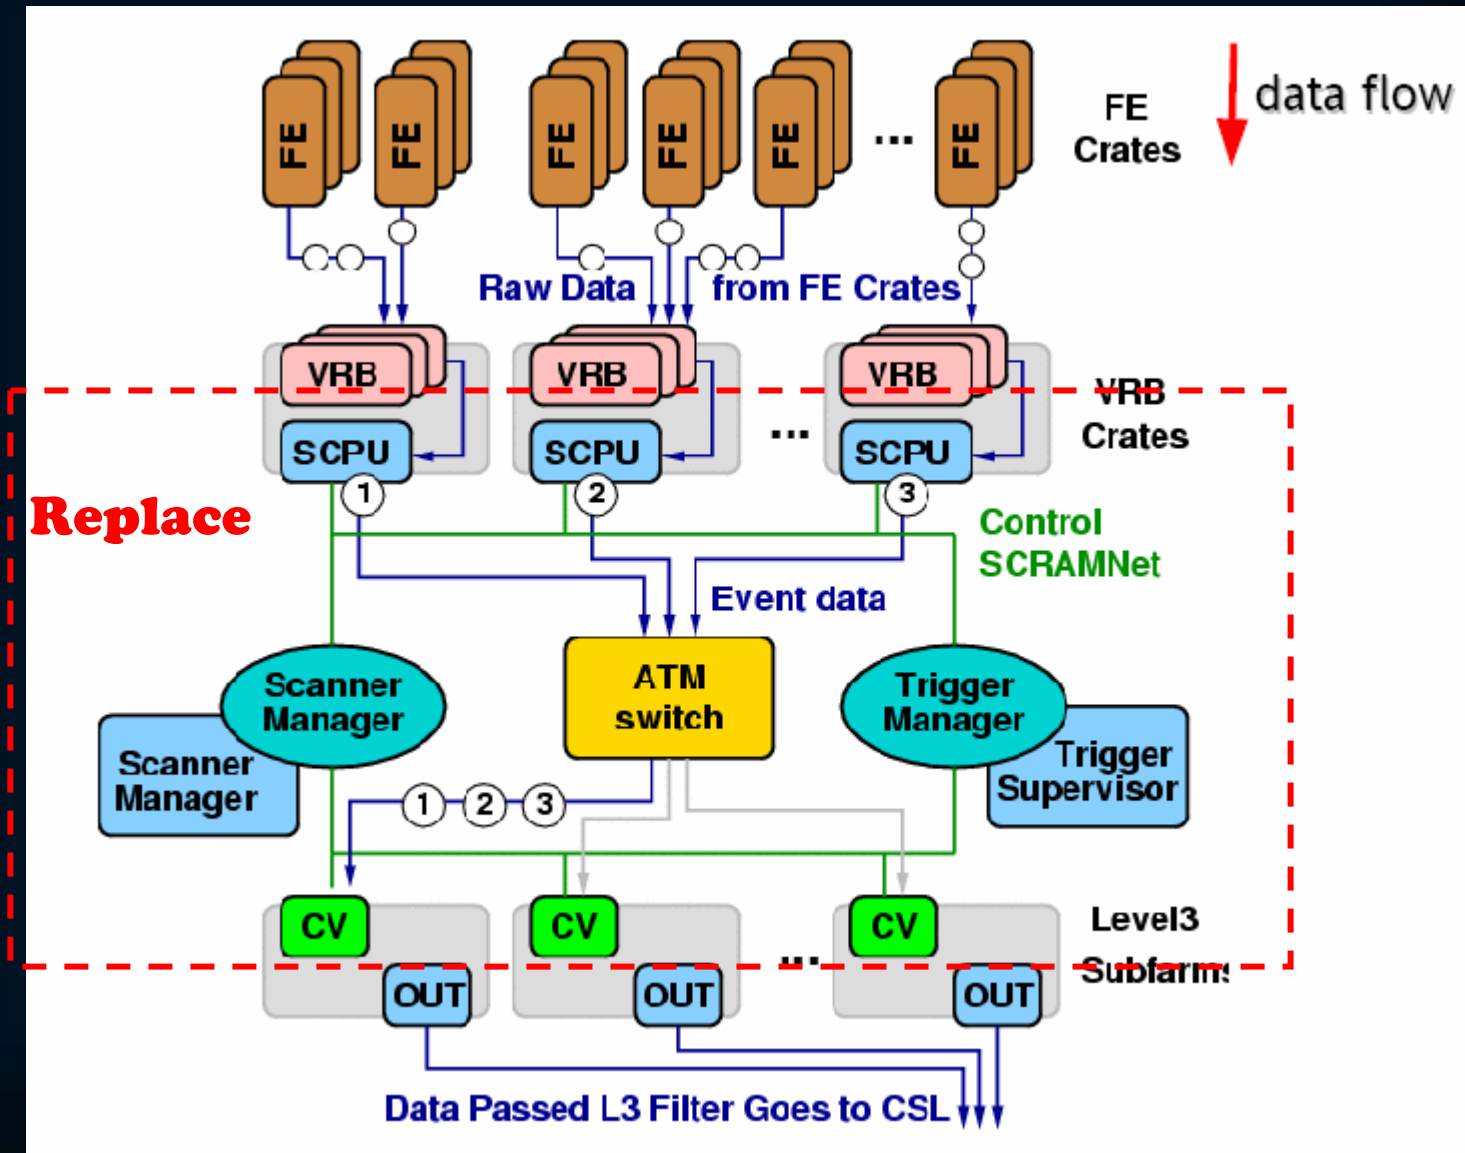 FE FE FE FE FE ... FE
FE
Crates
data flow
Raw Data from FE Crates
VRB VRB VRB
VRB
Crates
SCPU SCPU ... SCPU
Replace
1 2 3
Control
SCRAMNet
Event data
Scanner
Manager
ATM
switch
Trigger
Manager
Scanner
Manager
Trigger
Supervisor
1 2 3
CV CV ... CV
Level3
Subfarms
OUT OUT OUT
Data Passed L3 Filter Goes to CSL